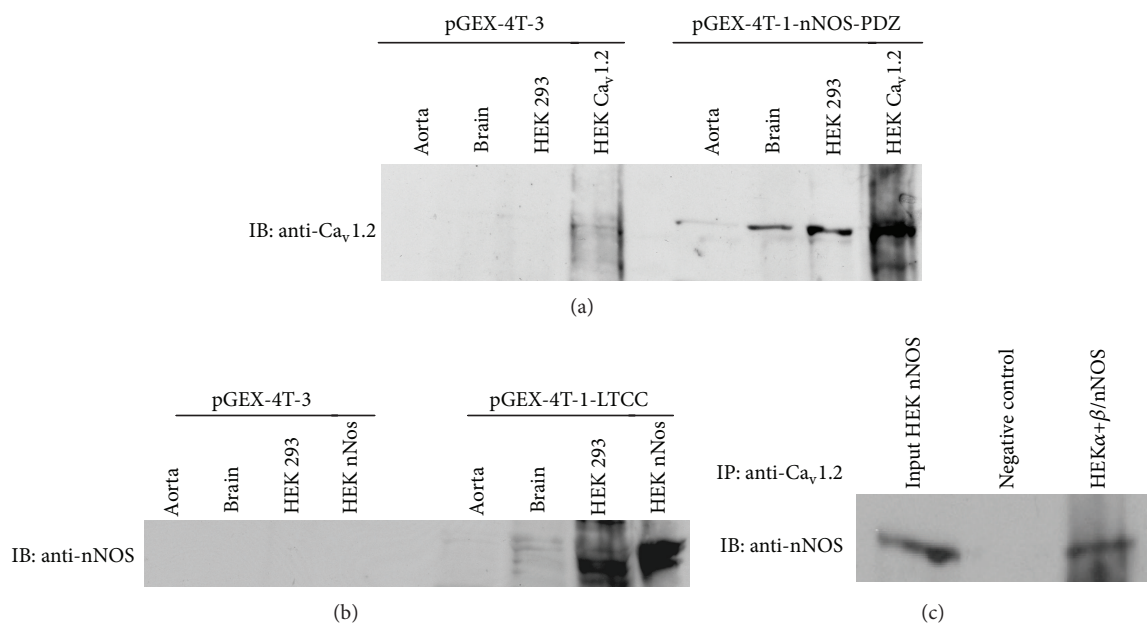 pGEX-4T-3
pGEX-4T-1-nNOS-PDZ
Aorta
Brain
HEK 293
HEK Caᵥ1.2
Aorta
Brain
HEK 293
HEK Caᵥ1.2
IB: anti-Caᵥ1.2
(a)
pGEX-4T-3
pGEX-4T-1-LTCC
Aorta
Brain
HEK 293
HEK nNos
Aorta
Brain
HEK 293
HEK nNos
IB: anti-nNOS
(b)
Input HEK nNOS
Negative control
HEKα+β/nNOS
IP: anti-Caᵥ1.2
IB: anti-nNOS
(c)